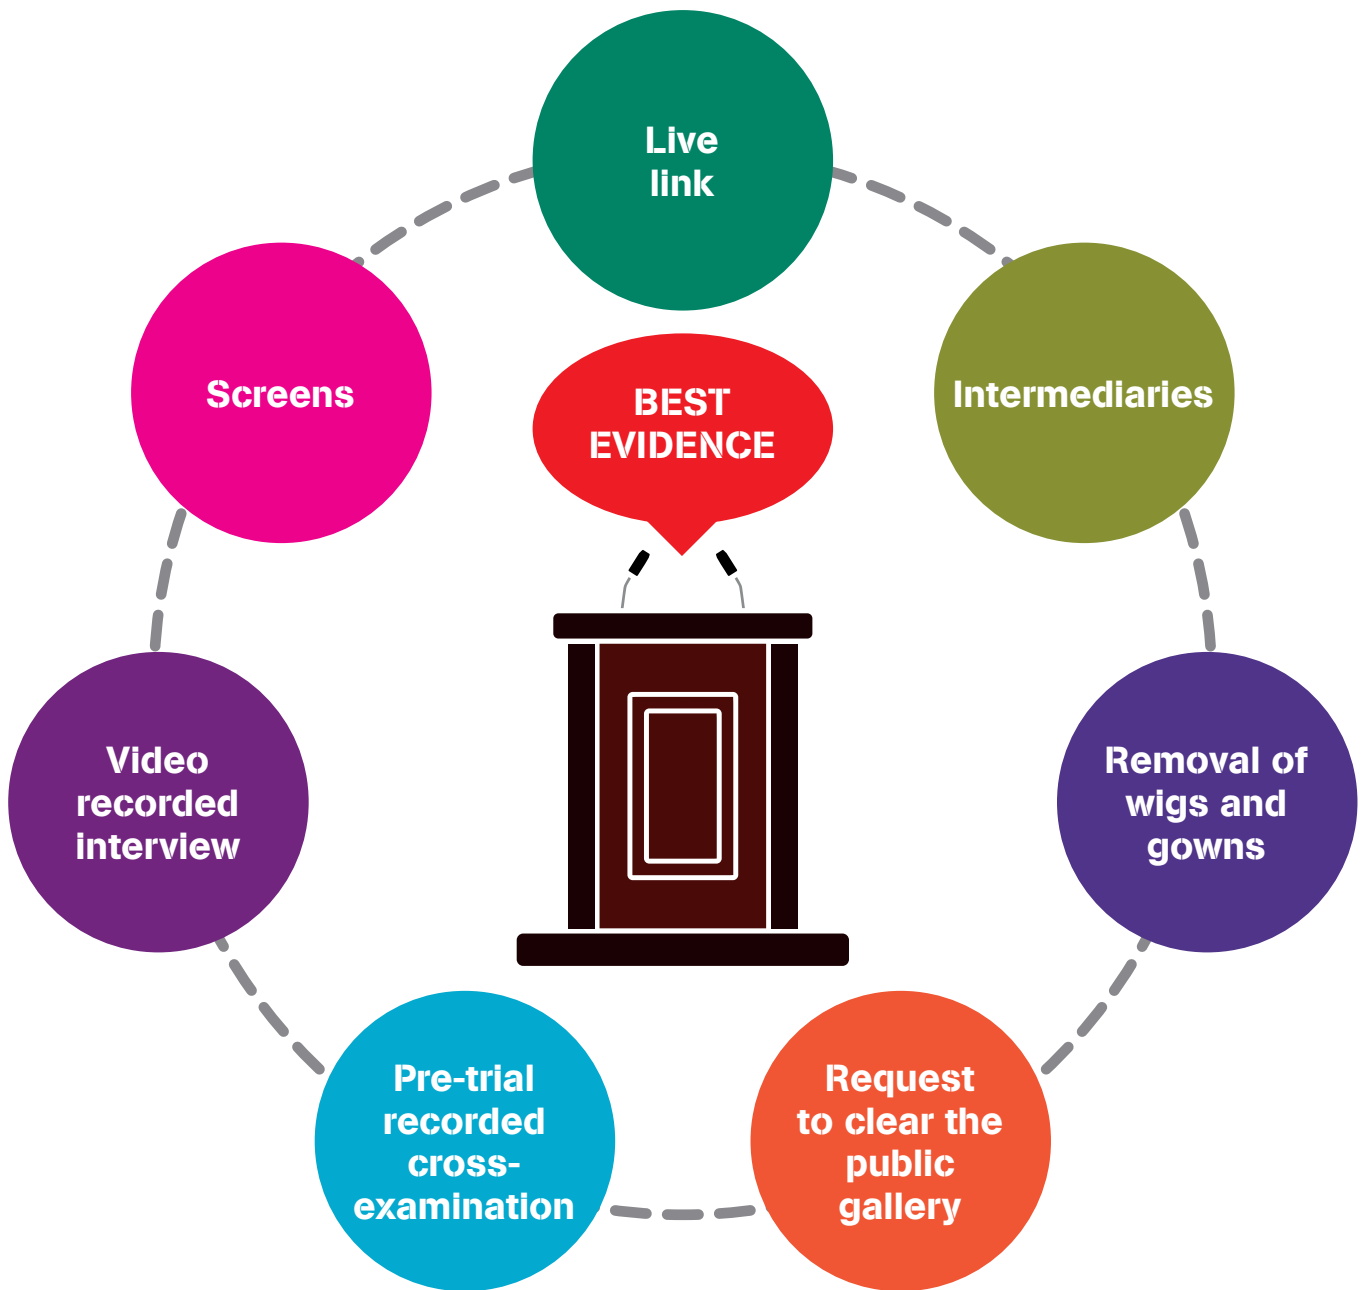 Live
link
Screens
BEST
EVIDENCE
Intermediaries
Video
recorded
interview
Removal of
wigs and
gowns
Pre-trial
recorded
cross-
examination
Request
to clear the
public
gallery